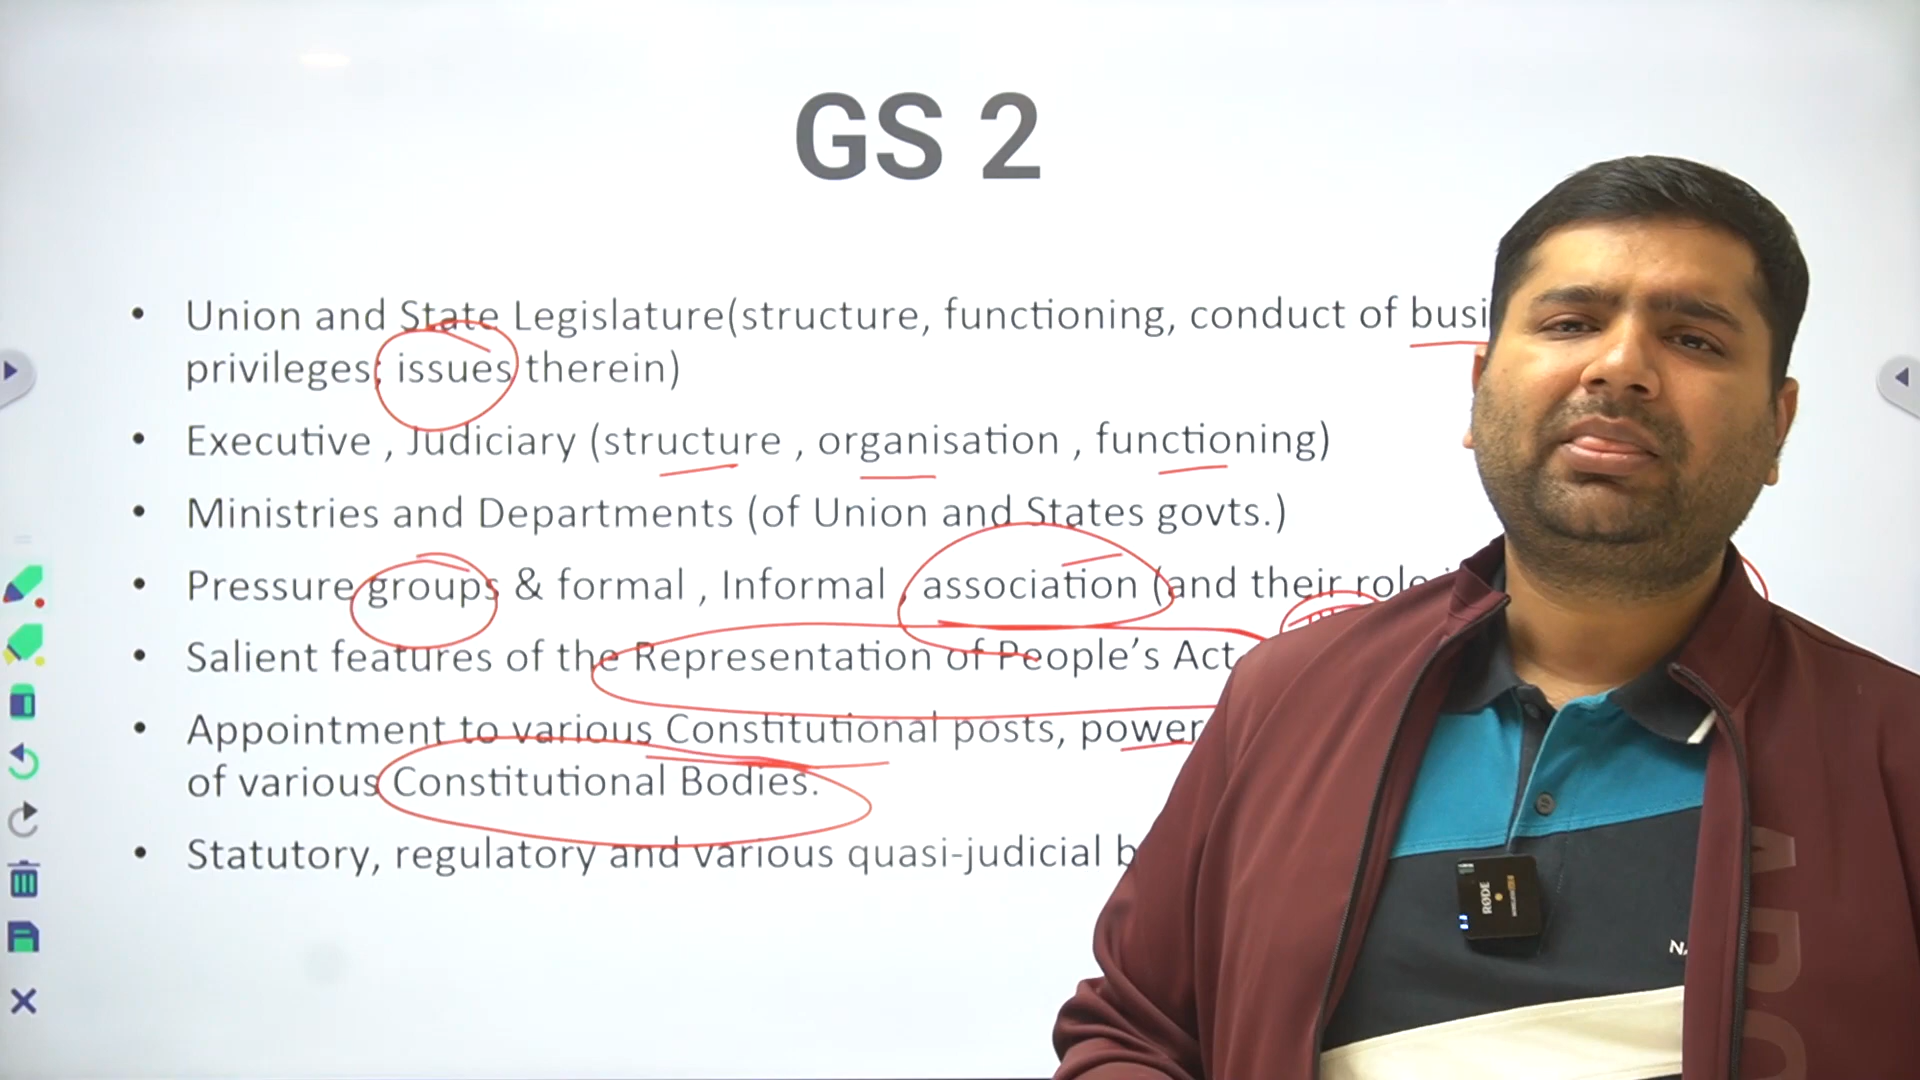 GS 2
• Union and State Legislature(structure, functioning, conduct of busi
privileges; issues therein)
• Executive , Judiciary (structure , organisation , functioning)
• Ministries and Departments (of Union and States govts.)
• Pressure groups & formal , Informal , association (and their role
• Salient features of the Representation of People’s Act
• Appointment to various Constitutional posts, power
of various Constitutional Bodies.
• Statutory, regulatory and various quasi-judicial b
RØDE
NA
ARC